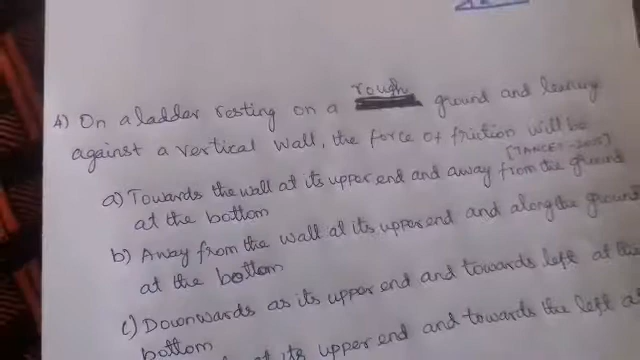 4) On a ladder resting on a rough ground and leaning
against a vertical wall, the force of friction will be
a) Towards the wall at its upper end and away from the ground
at the bottom
b) Away from the wall at its upper end and along the ground
at the bottom
c) Downwards as its upper end and towards left at the
bottom
at its upper end and towards the left at